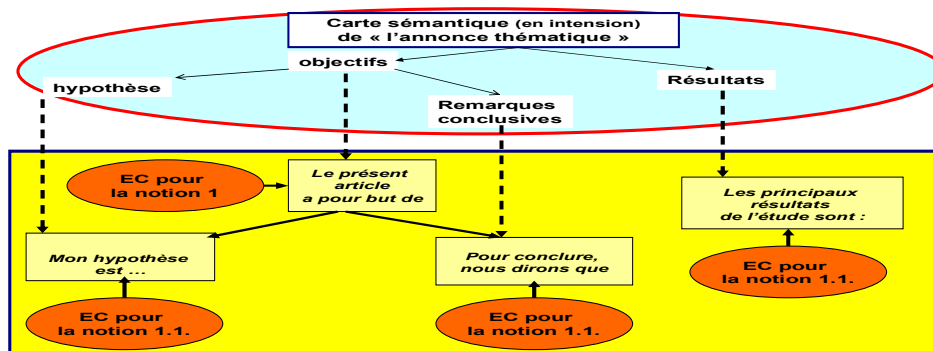 Carte sémantique (en intension)
de « l'annonce thématique »
objectifs
Résultats
hypothèse
Remarques
conclusives
EC pour
la notion 1
Le présent
article
a pour but de
Les principaux
résultats
de l'étude sont :
Mon hypothèse
est ...
Pour conclure,
nous dirons que
EC pour
la notion 1.1.
EC pour
la notion 1.1.
EC pour
la notion 1.1.